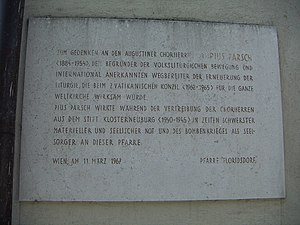 ZUM GEDENKEN AN DEN AUGUSTINER CHORHERRN PIUS PARSCH
(1884-1954), DEN BEGRÜNDER DER VOLKSLITURGISCHEN BEWEGUNG UND
INTERNATIONAL ANERKANNTEN WEGBEREITER DER ERNEUERUNG DER
LITURGIE, DIE BEIM 2. VATIKANISCHEN KONZIL (1962-1965) FÜR DIE GANZE
WELTKIRCHE WIRKSAM WURDE.
PIUS PARSCH WIRKTE WÄHREND DER VERTREIBUNG DER CHORHERREN
AUS DEM STIFT KLOSTERNEUBURG (1940-1946) IN ZEITEN SCHWERSTER
MATERIELLER UND SEELISCHER NOT UND DES BOMBENKRIEGES ALS SEEL-
SORGER AN DIESER PFARRE.
WIEN, AM 11. MÄRZ PFARRE "FLORIDSDORF"